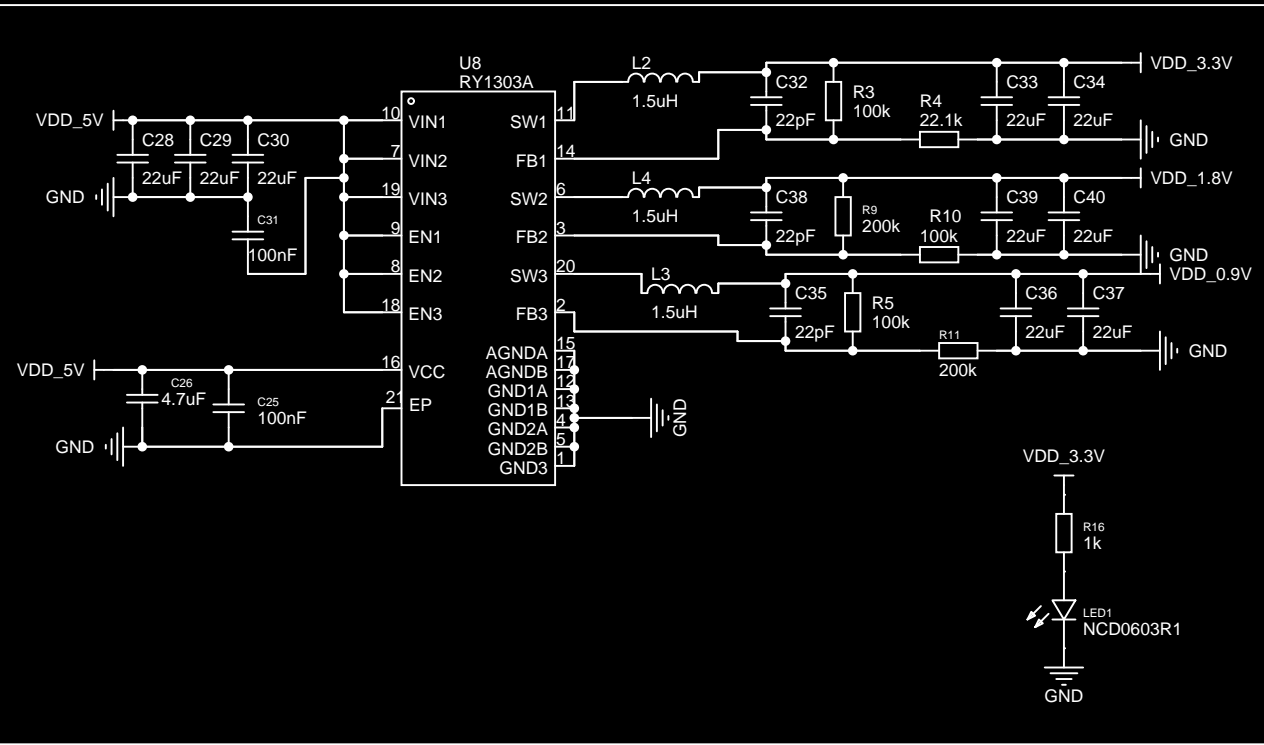 U8
RY1303A
VDD_5V
C28
22uF
C29
22uF
C30
22uF
GND
C31
100nF
10
VIN1
7
VIN2
19
VIN3
9
EN1
8
EN2
18
EN3
16
VCC
21
EP
SW1
11
FB1
14
SW2
6
FB2
3
SW3
20
FB3
2
AGNDA
15
AGNDB
17
GND1A
12
GND1B
13
GND2A
4
GND2B
5
GND3
1
GND
VDD_5V
C26
4.7uF
C25
100nF
GND
L2
1.5uH
C32
22pF
R3
100k
R4
22.1k
C33
22uF
C34
22uF
VDD_3.3V
GND
L4
1.5uH
C38
22pF
R9
200k
R10
100k
C39
22uF
C40
22uF
VDD_1.8V
GND
L3
1.5uH
C35
22pF
R5
100k
R11
200k
C36
22uF
C37
22uF
VDD_0.9V
GND
VDD_3.3V
R16
1k
LED1
NCD0603R1
GND